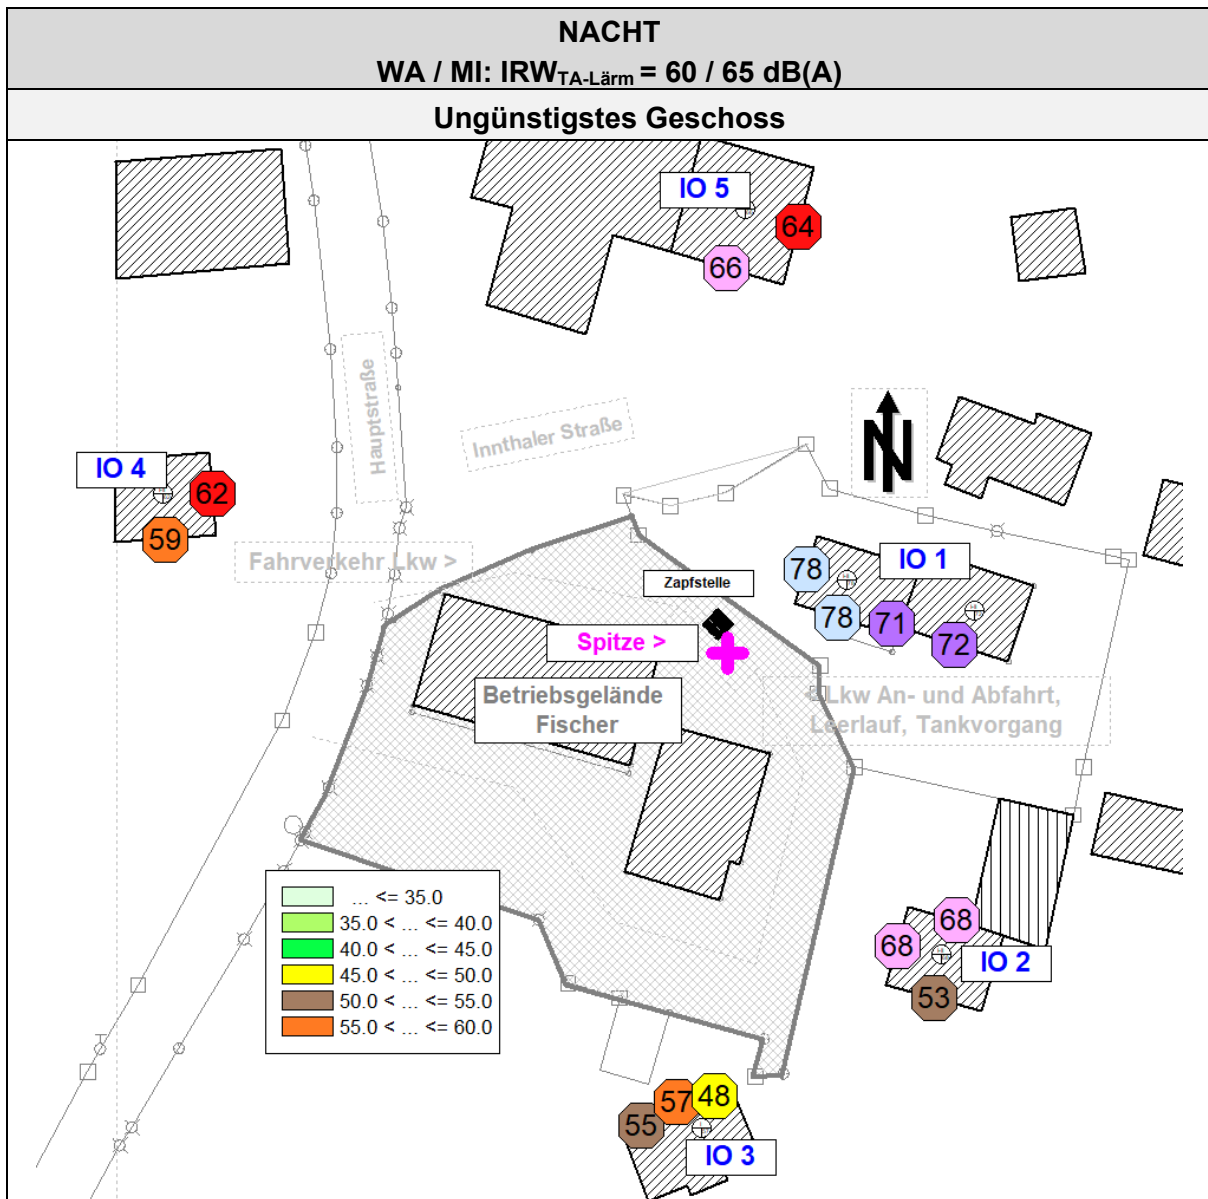 NACHT
WA / MI: IRWTA-Lärm = 60 / 65 dB(A)
Ungünstigstes Geschoss
IO 5
64
66
Hauptstraße
Innthaler Straße
N
IO 4
62
59
Fahrverkehr Lkw >
IO 1
78
78
71
72
Zapfstelle
Spitze >
Betriebsgelände
Fischer
< Lkw An- und Abfahrt,
Leerlauf, Tankvorgang
... <= 35.0
35.0 < ... <= 40.0
40.0 < ... <= 45.0
45.0 < ... <= 50.0
50.0 < ... <= 55.0
55.0 < ... <= 60.0
68
68
IO 2
53
48
57
55
IO 3